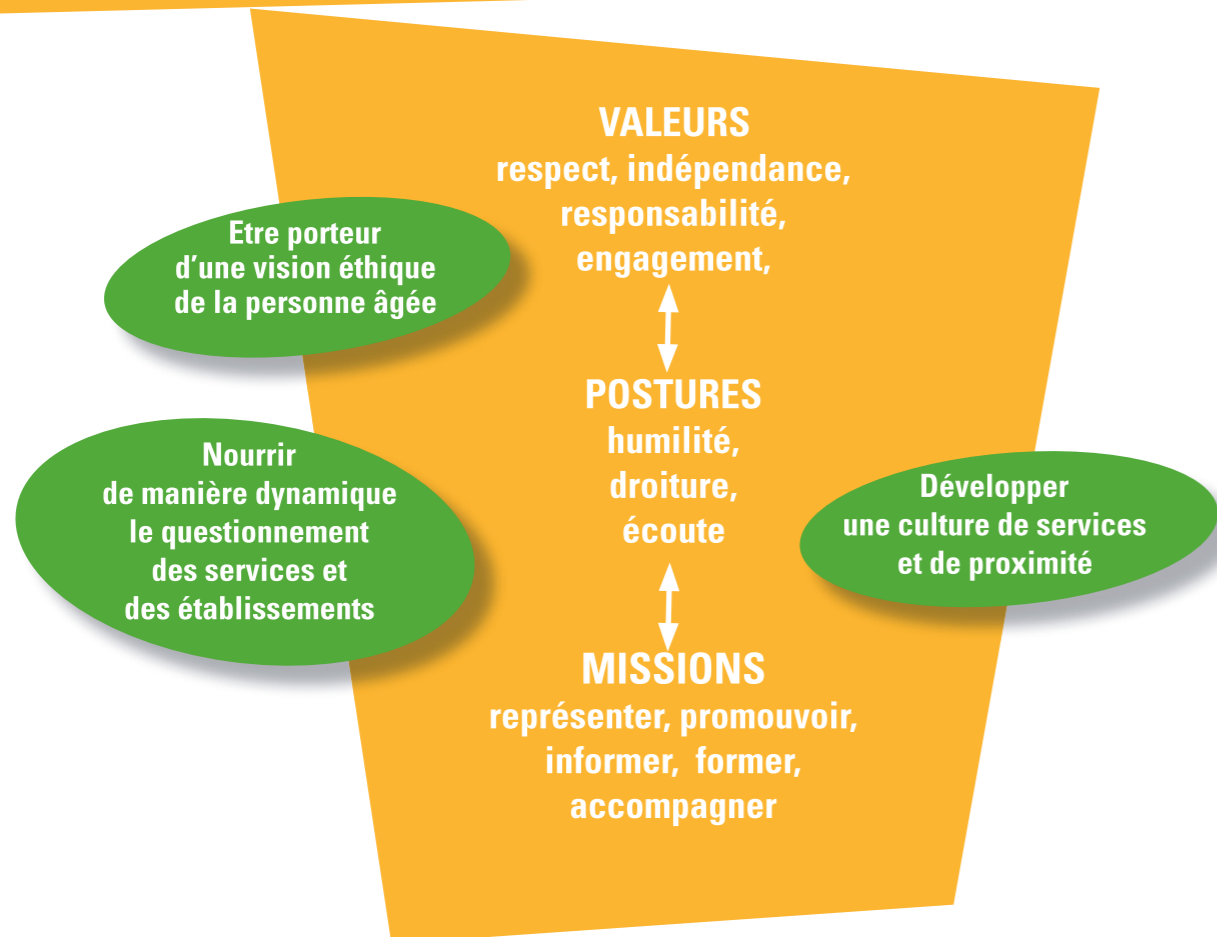 VALEURS
respect, indépendance,
responsabilité,
engagement,
Etre porteur
d'une vision éthique
de la personne âgée
POSTURES
humilité,
droiture,
écoute
Nourrir
de manière dynamique
le questionnement
des services et
des établissements
Développer
une culture de services
et de proximité
MISSIONS
représenter, promouvoir,
informer, former,
accompagner